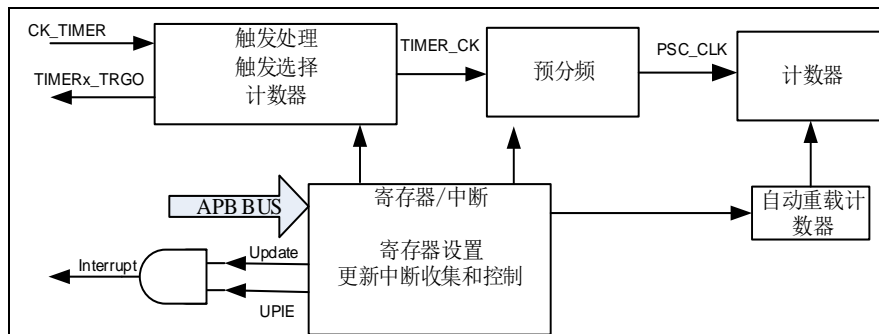 CK_TIMER
TIMERx_TRGO
触发处理
触发选择
计数器
TIMER_CK
预分频
PSC_CLK
计数器
APB BUS
寄存器/中断
寄存器设置
更新中断收集和控制
自动重载计
数器
Interrupt
Update
UPIE